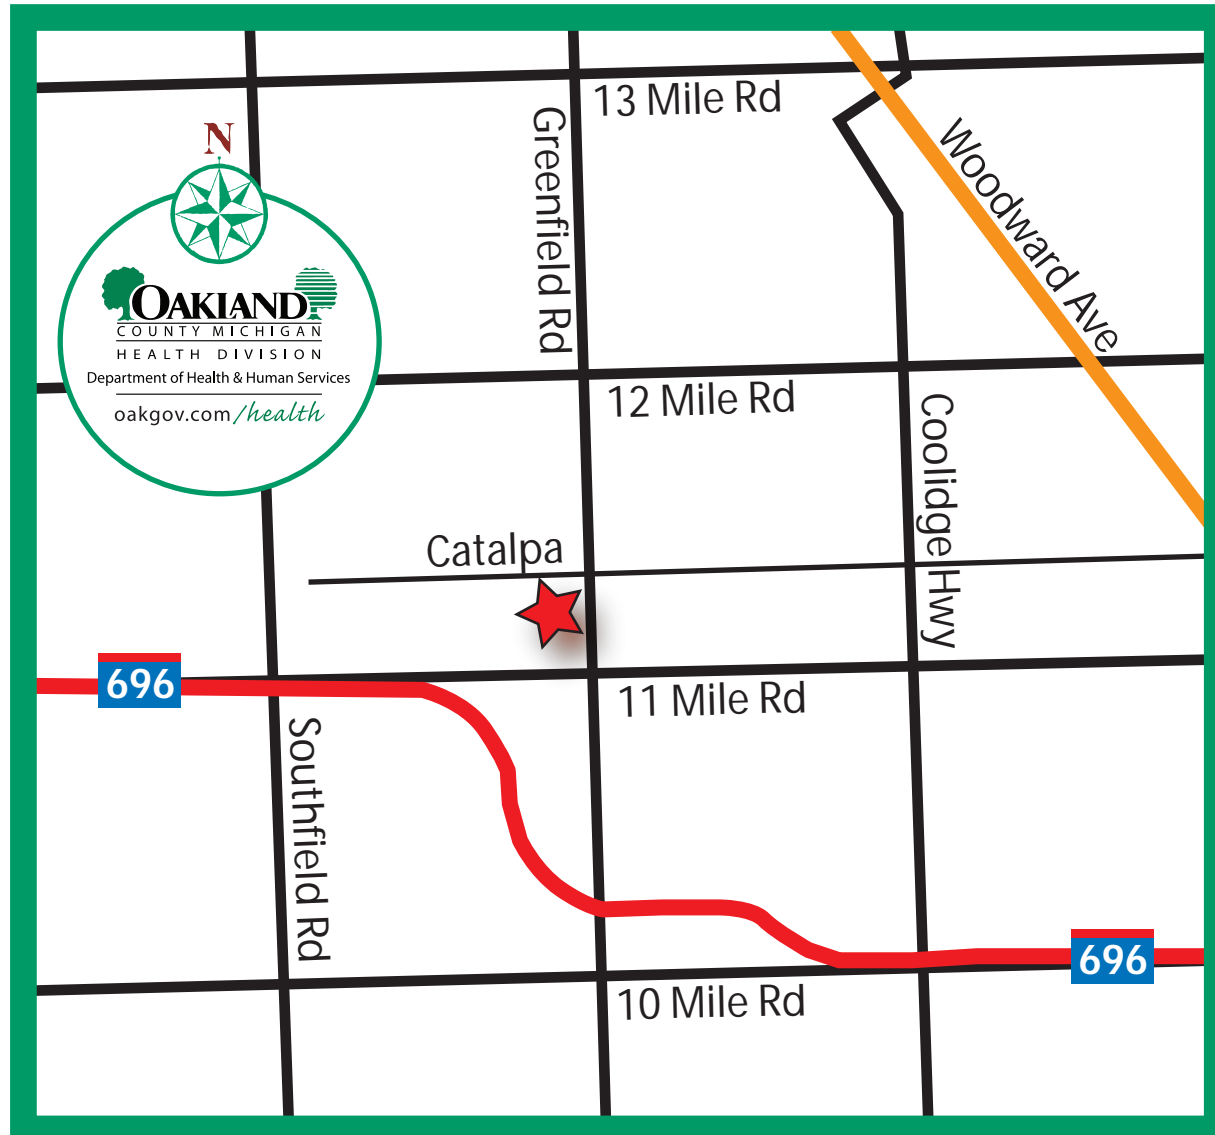 13 Mile Rd
Greenfield Rd
Woodward Ave
N
OAKLAND
COUNTY MICHIGAN
HEALTH DIVISION
Department of Health & Human Services
oakgov.com/health
12 Mile Rd
Coolidge Hwy
Catalpa
696
11 Mile Rd
Southfield Rd
696
10 Mile Rd